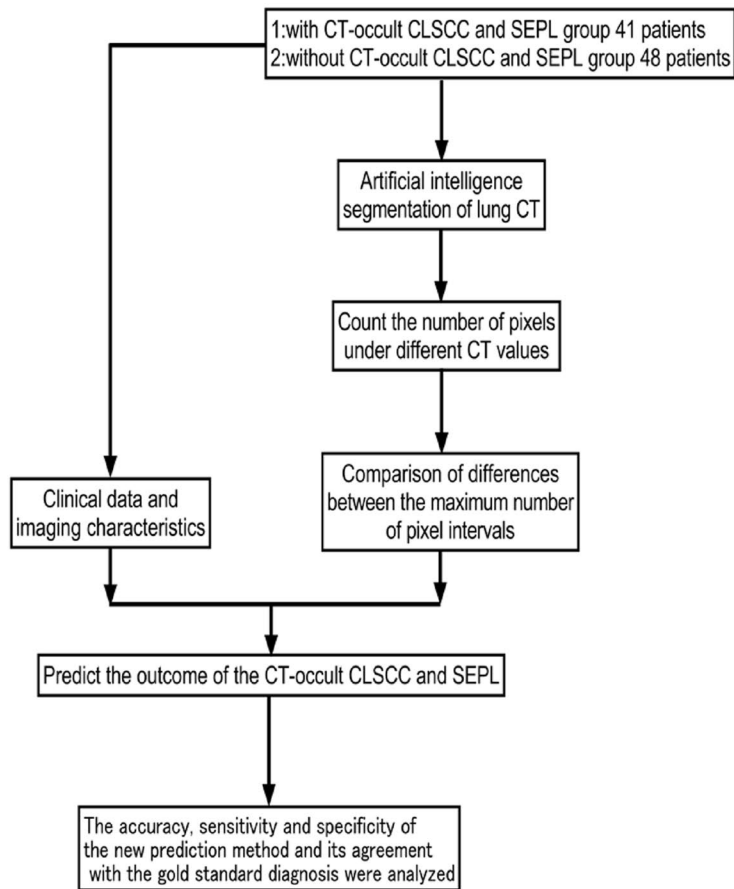 1:with CT-occult CLSCC and SEPL group 41 patients
2:without CT-occult CLSCC and SEPL group 48 patients
Artificial intelligence
segmentation of lung CT
Count the number of pixels
under different CT values
Comparison of differences
between the maximum number
of pixel intervals
Clinical data and
imaging characteristics
Predict the outcome of the CT-occult CLSCC and SEPL
The accuracy, sensitivity and specificity of
the new prediction method and its agreement
with the gold standard diagnosis were analyzed